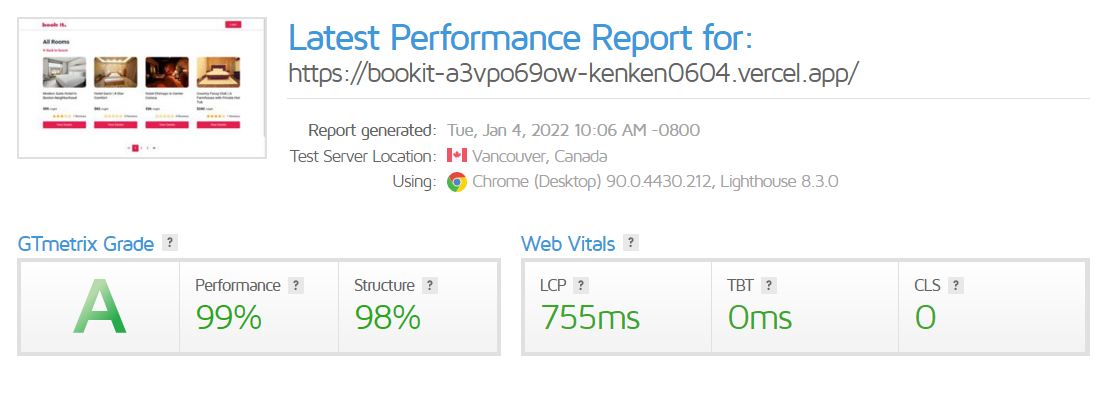 book it.
All Rooms
Latest Performance Report for:
https://bookit-a3vpo69ow-kenken0604.vercel.app/
Report generated: Tue, Jan 4, 2022 10:06 AM -0800
Test Server Location: Vancouver, Canada
Using: Chrome (Desktop) 90.0.4430.212, Lighthouse 8.3.0
GTmetrix Grade ?
A
Performance ?
99%
Structure ?
98%
Web Vitals ?
LCP ?
755ms
TBT ?
0ms
CLS ?
0